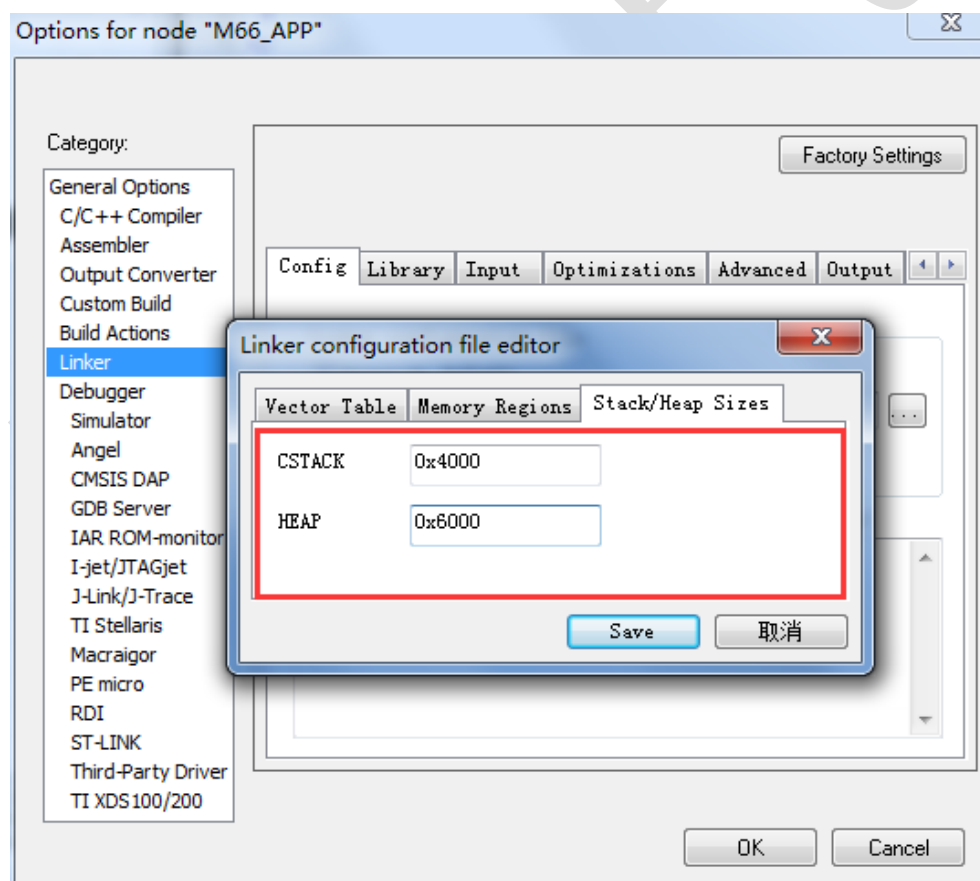 Options for node "M66_APP"
Category:
Factory Settings
General Options
C/C++ Compiler
Assembler
Output Converter
Custom Build
Build Actions
Linker
Debugger
Simulator
Angel
CMSIS DAP
GDB Server
IAR ROM-monitor
I-jet/JTAGjet
J-Link/J-Trace
TI Stellaris
Macraigor
PE micro
RDI
ST-LINK
Third-Party Driver
TI XDS100/200
Config Library Input Optimizations Advanced Output
Linker configuration file editor
Vector Table Memory Regions Stack/Heap Sizes
CSTACK 0x4000
HEAP 0x6000
Save 取消
...
OK Cancel